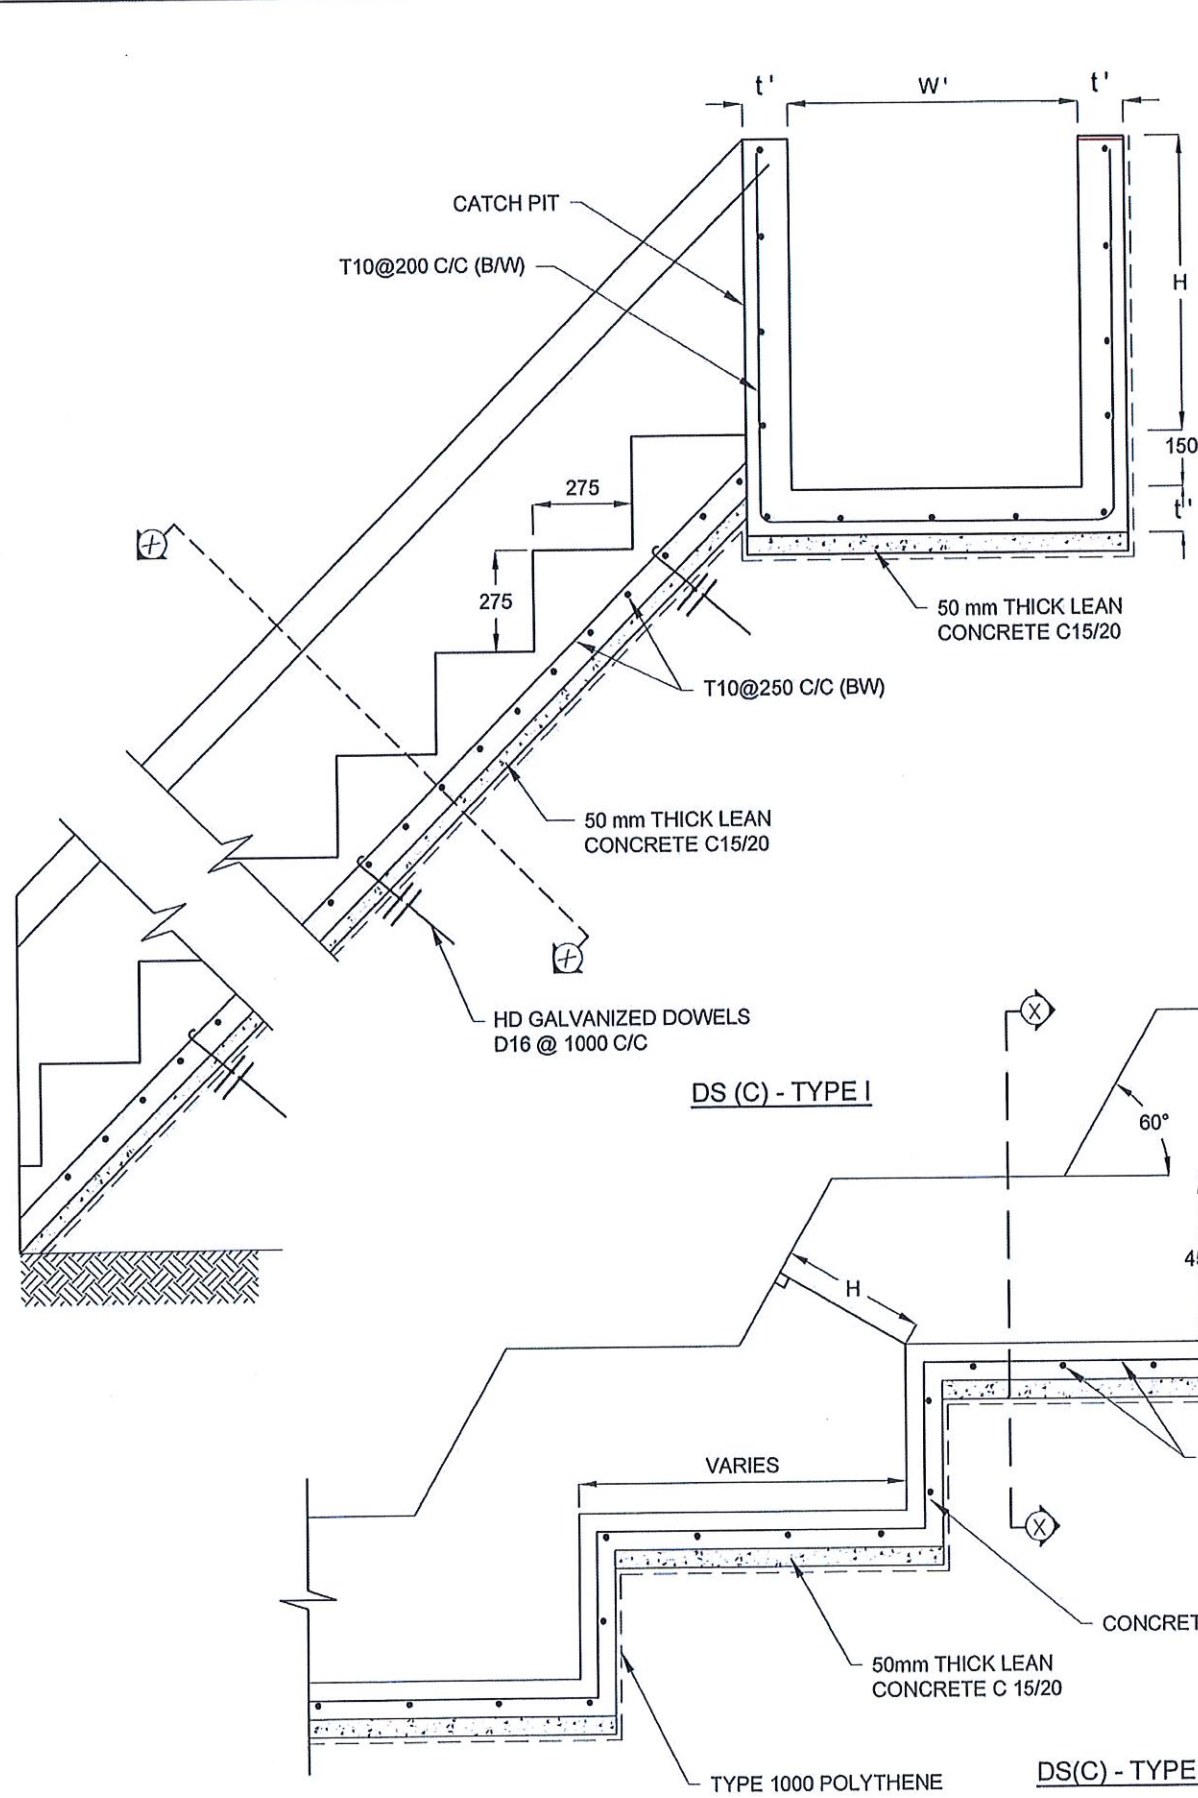 t' W' t'
CATCH PIT
T10@200 C/C (B/W)
H
150
t'
275
275
50 mm THICK LEAN
CONCRETE C15/20
T10@250 C/C (BW)
50 mm THICK LEAN
CONCRETE C15/20
HD GALVANIZED DOWELS
D16 @ 1000 C/C
DS (C) - TYPE I
X
60°
H
VARIES
X
50mm THICK LEAN
CONCRETE C 15/20
TYPE 1000 POLYTHENE
DS(C) - TYPE